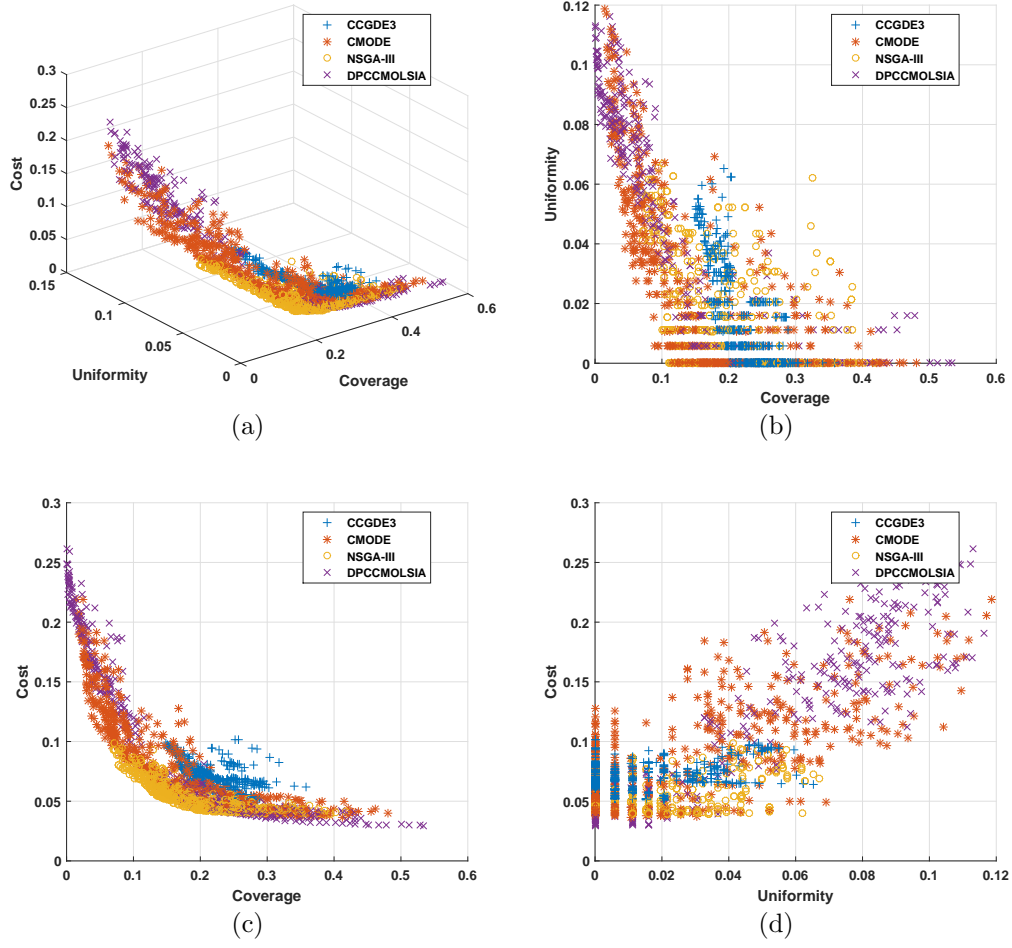 CCGDE3
CMODE
NSGA-III
DPCCMOLSIA
0.3
0.25
0.2
0.15
0.1
0.05
0
Cost
0.15
0.1
0.05
0
Uniformity
0
0.2
0.4
0.6
Coverage
(a)
CCGDE3
CMODE
NSGA-III
DPCCMOLSIA
0.12
0.1
0.08
0.06
0.04
0.02
0
Uniformity
0 0.1 0.2 0.3 0.4 0.5 0.6
Coverage
(b)
CCGDE3
CMODE
NSGA-III
DPCCMOLSIA
0.3
0.25
0.2
0.15
0.1
0.05
0
Cost
0 0.1 0.2 0.3 0.4 0.5 0.6
Coverage
(c)
CCGDE3
CMODE
NSGA-III
DPCCMOLSIA
0.3
0.25
0.2
0.15
0.1
0.05
0
Cost
0 0.02 0.04 0.06 0.08 0.1 0.12
Uniformity
(d)